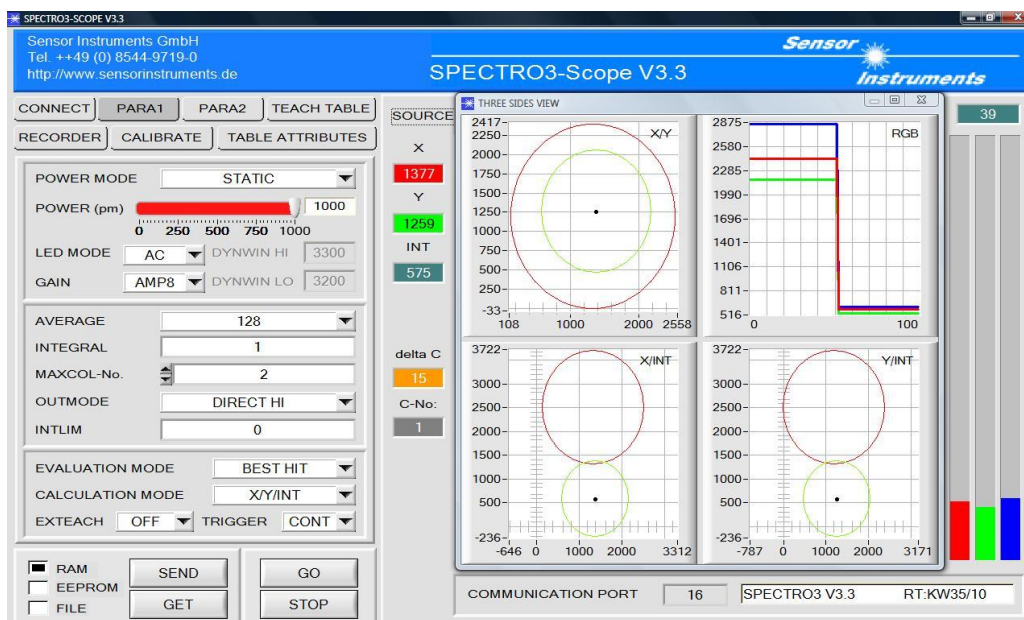 SPECTRO3-SCOPE V3.3
Sensor Instruments GmbH
Tel. ++49 (0) 8544-9719-0
http://www.sensorinstruments.de
SPECTRO3-Scope V3.3
Sensor
Instruments
CONNECT PARA1 PARA2 TEACH TABLE
RECORDER CALIBRATE TABLE ATTRIBUTES
POWER MODE STATIC
POWER (pm) 1000
0 250 500 750 1000
LED MODE AC DYNWIN HI 3300
GAIN AMP8 DYNWIN LO 3200
AVERAGE 128
INTEGRAL 1
MAXCOL-No. 2
OUTMODE DIRECT HI
INTLIM 0
EVALUATION MODE BEST HIT
CALCULATION MODE X/Y/INT
EXTEACH OFF TRIGGER CONT
RAM
EEPROM
FILE
SEND GO
GET STOP
SOURCE
X
1377
Y
1259
INT
575
delta C
15
C-No:
1
THREE SIDES VIEW
X/Y
2417
2250
2000
1750
1500
1250
1000
750
500
250
-33
108 1000 2000 2558
RGB
2875
2580
2285
1990
1696
1401
1106
811
516
0 100
X/INT
3722
3000
2500
2000
1500
1000
500
-236
-646 0 1000 2000 3312
Y/INT
3722
3000
2500
2000
1500
1000
500
-236
-787 0 1000 2000 3171
39
COMMUNICATION PORT 16 SPECTRO3 V3.3 RT:KW35/10